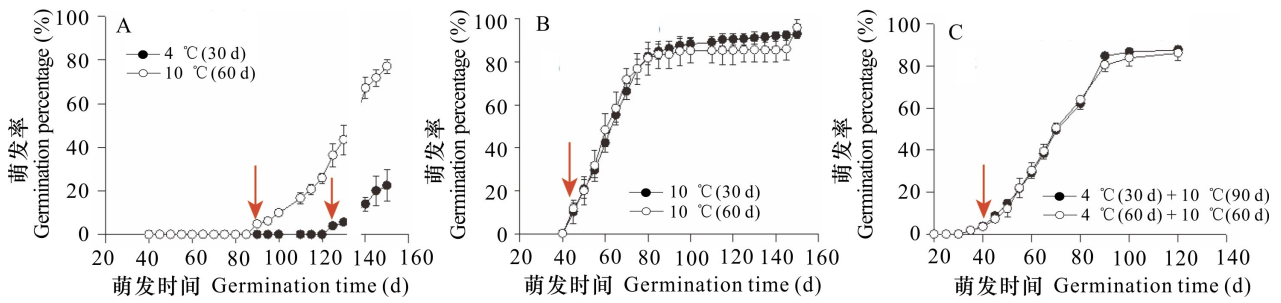 A
4 ℃(30 d)
10 ℃(60 d)
萌发率
Germination percentage (%)
100
80
60
40
20
0
20 40 60 80 100 120 140 160
萌发时间 Germination time (d)
B
10 ℃(30 d)
10 ℃(60 d)
萌发率
Germination percentage (%)
100
80
60
40
20
0
20 40 60 80 100 120 140 160
萌发时间 Germination time (d)
C
4 ℃(30 d)+10 ℃(90 d)
4 ℃(60 d)+10 ℃(60 d)
萌发率
Germination percentage (%)
100
80
60
40
20
0
20 40 60 80 100 120 140
萌发时间 Germination time (d)